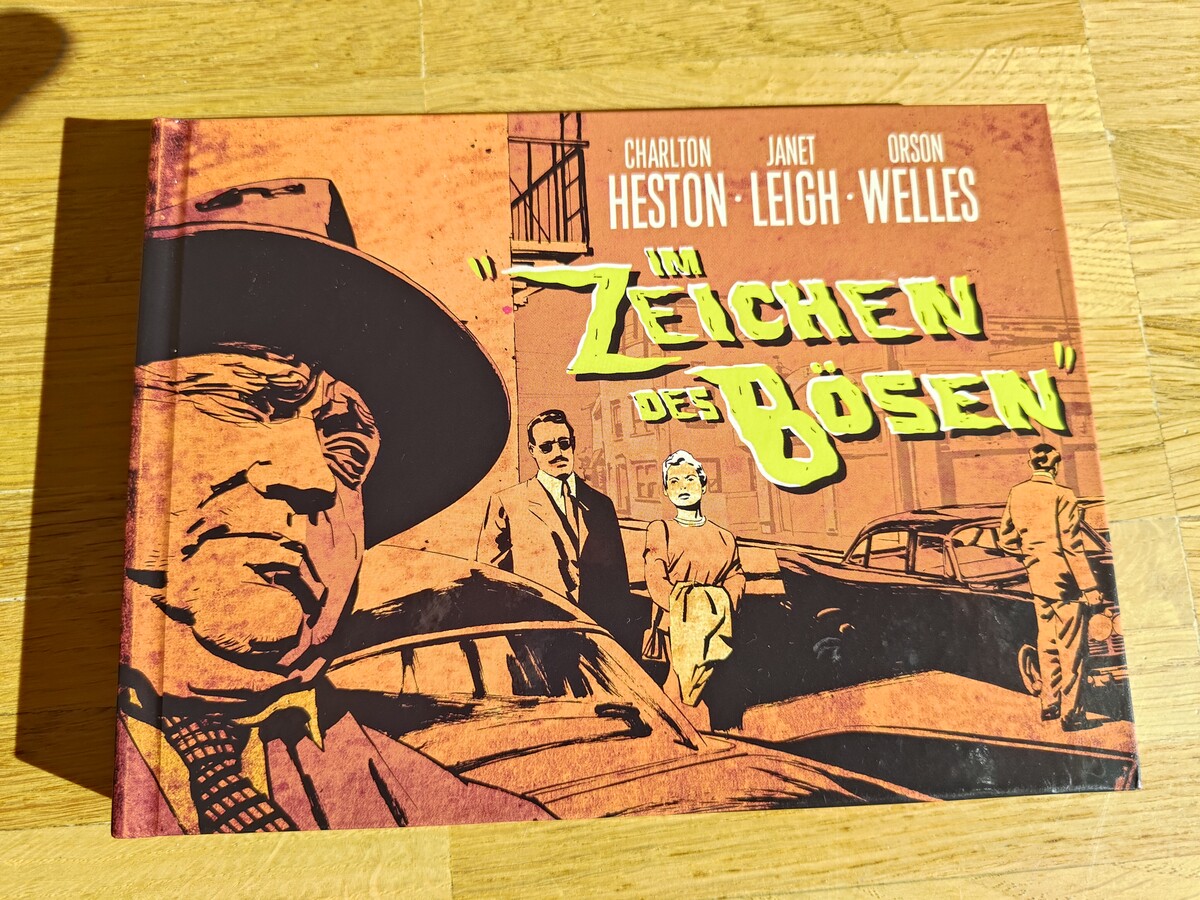 CHARLTON HESTON · JANET LEIGH · ORSON WELLES
"IM
ZEICHEN
DES BÖSEN"